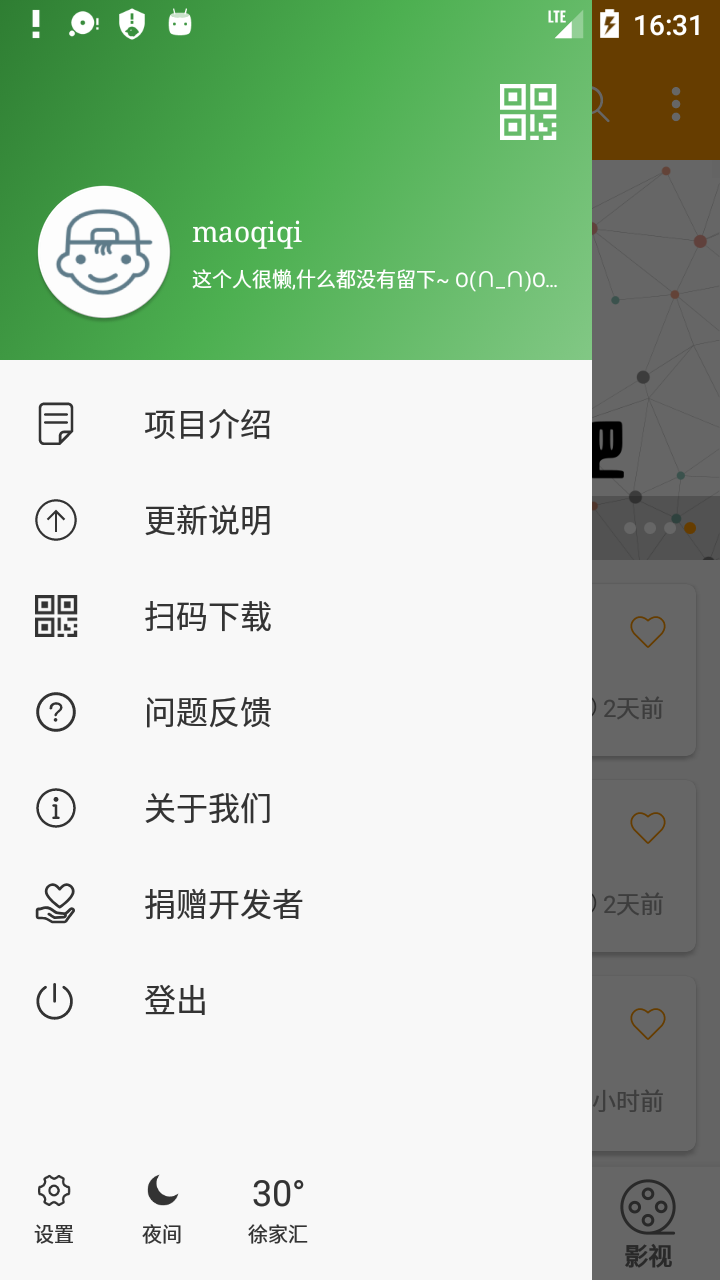 LTE 16:31
maoqiqi
这个人很懒,什么都没有留下~ O(∩_∩)O...
项目介绍
更新说明
扫码下载
问题反馈
2天前
关于我们
捐赠开发者
2天前
登出
小时前
30°
设置
夜间
徐家汇
影视